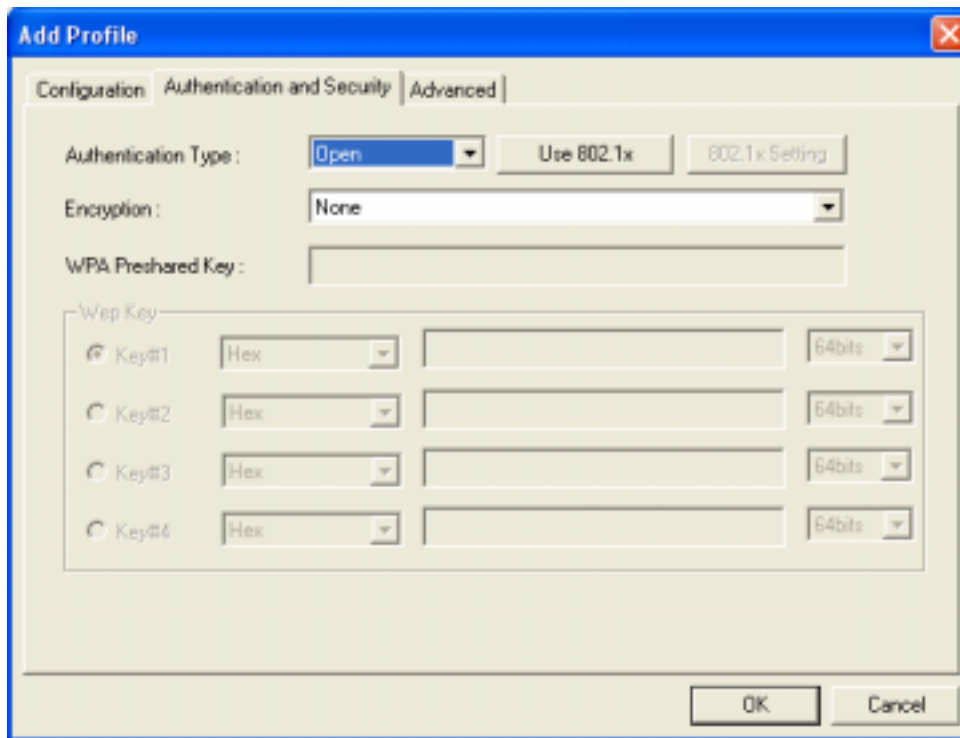 Add Profile
Configuration Authentication and Security Advanced
Authentication Type : Open Use 802.1x 802.1x Setting
Encryption : None
WPA Preshared Key :
Wep Key
Key#1 Hex 64bits
Key#2 Hex 64bits
Key#3 Hex 64bits
Key#4 Hex 64bits
OK Cancel